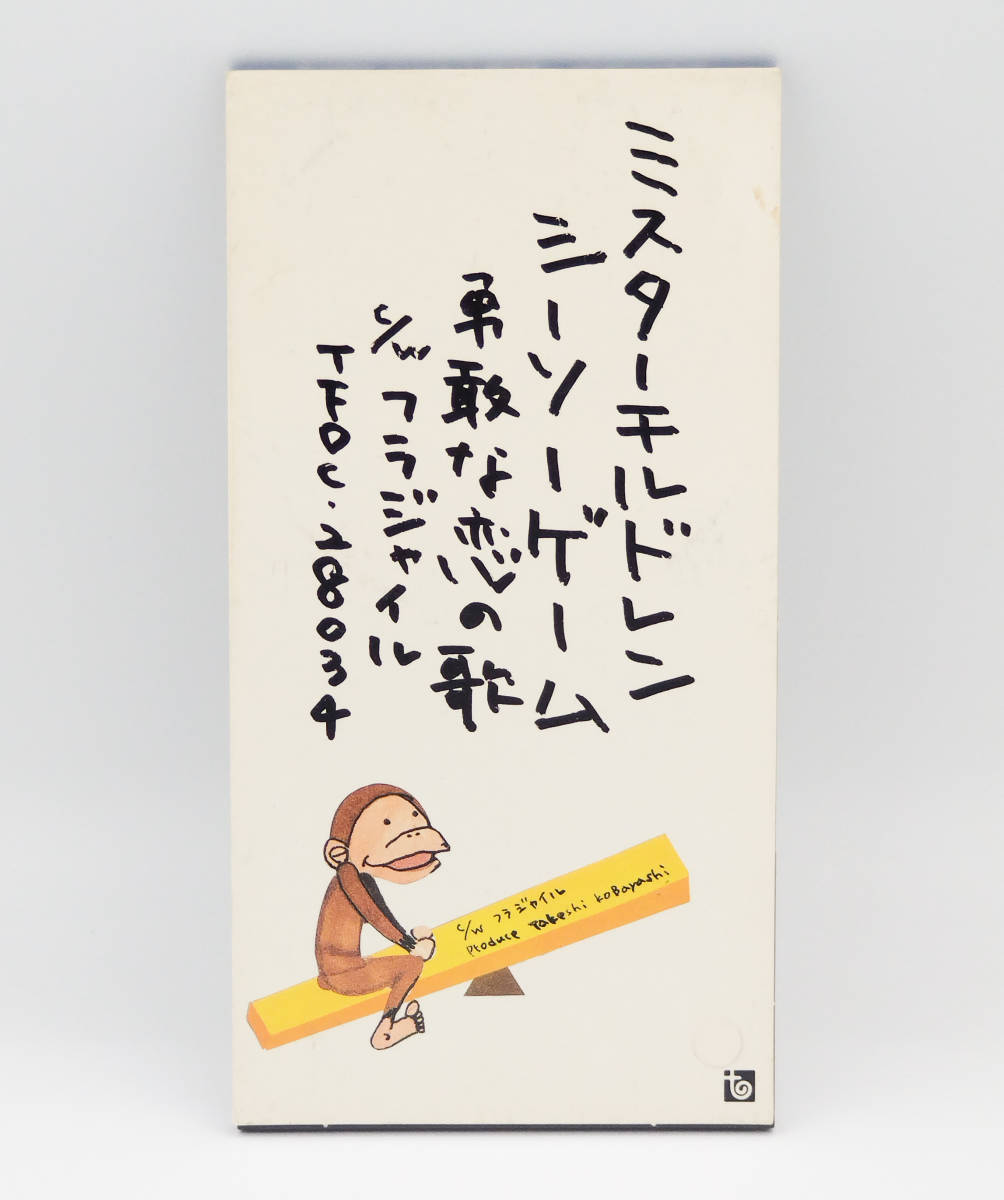 ミスターチルドレン
シーソーゲーム
勇敢な恋の歌
c/w フラジャイル
TFDC・28034
c/w フラジャイル
Produce Takeshi KoBayashi